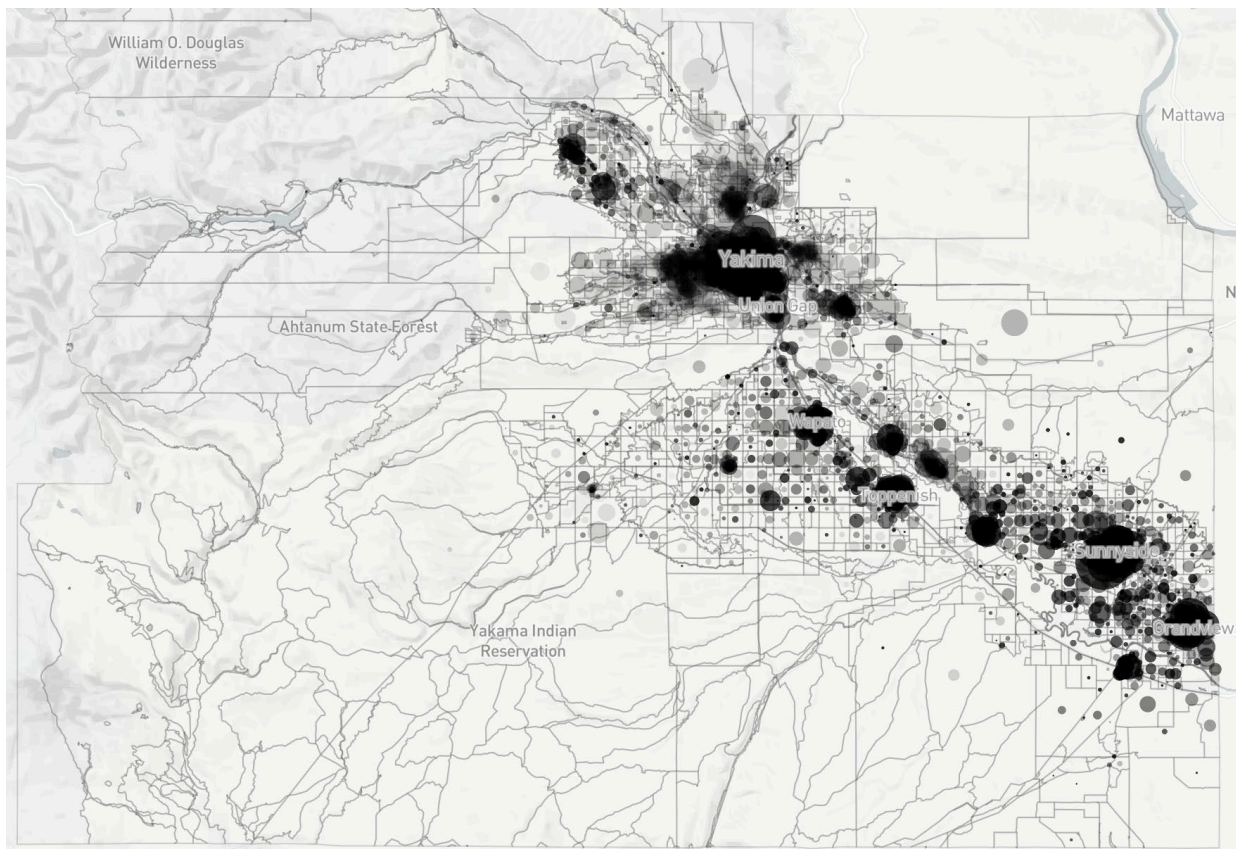 William O. Douglas
Wilderness
Mattawa
Yakima
N
Union Gap
Ahtanum State Forest
Wapato
Toppenish
Sunnyside
Grandview
Yakama Indian
Reservation